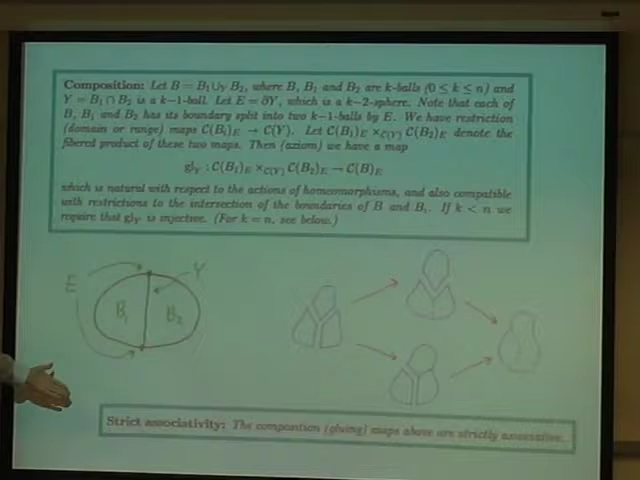 Composition: Let B = B₁ ∪_Y B₂, where B, B₁ and B₂ are k-balls (0 ≤ k ≤ n) and
Y = B₁ ∩ B₂ is a k−1-ball. Let E = ∂Y, which is a k−2-sphere. Note that each of
B, B₁ and B₂ has its boundary split into two k−1-balls by E. We have restriction
(domain or range) maps C(Bᵢ)_E → C(Y). Let C(B₁)_E ×_C(Y) C(B₂)_E denote the
fibered product of these two maps. Then (axiom) we have a map
gl_Y : C(B₁)_E ×_C(Y) C(B₂)_E → C(B)_E
which is natural with respect to the actions of homeomorphisms, and also compatible
with restrictions to the intersection of the boundaries of B and Bᵢ. If k < n we
require that gl_Y is injective. (For k = n, see below.)
E
Y
B₁
B₂
Strict associativity: The composition (gluing) maps above are strictly associative.